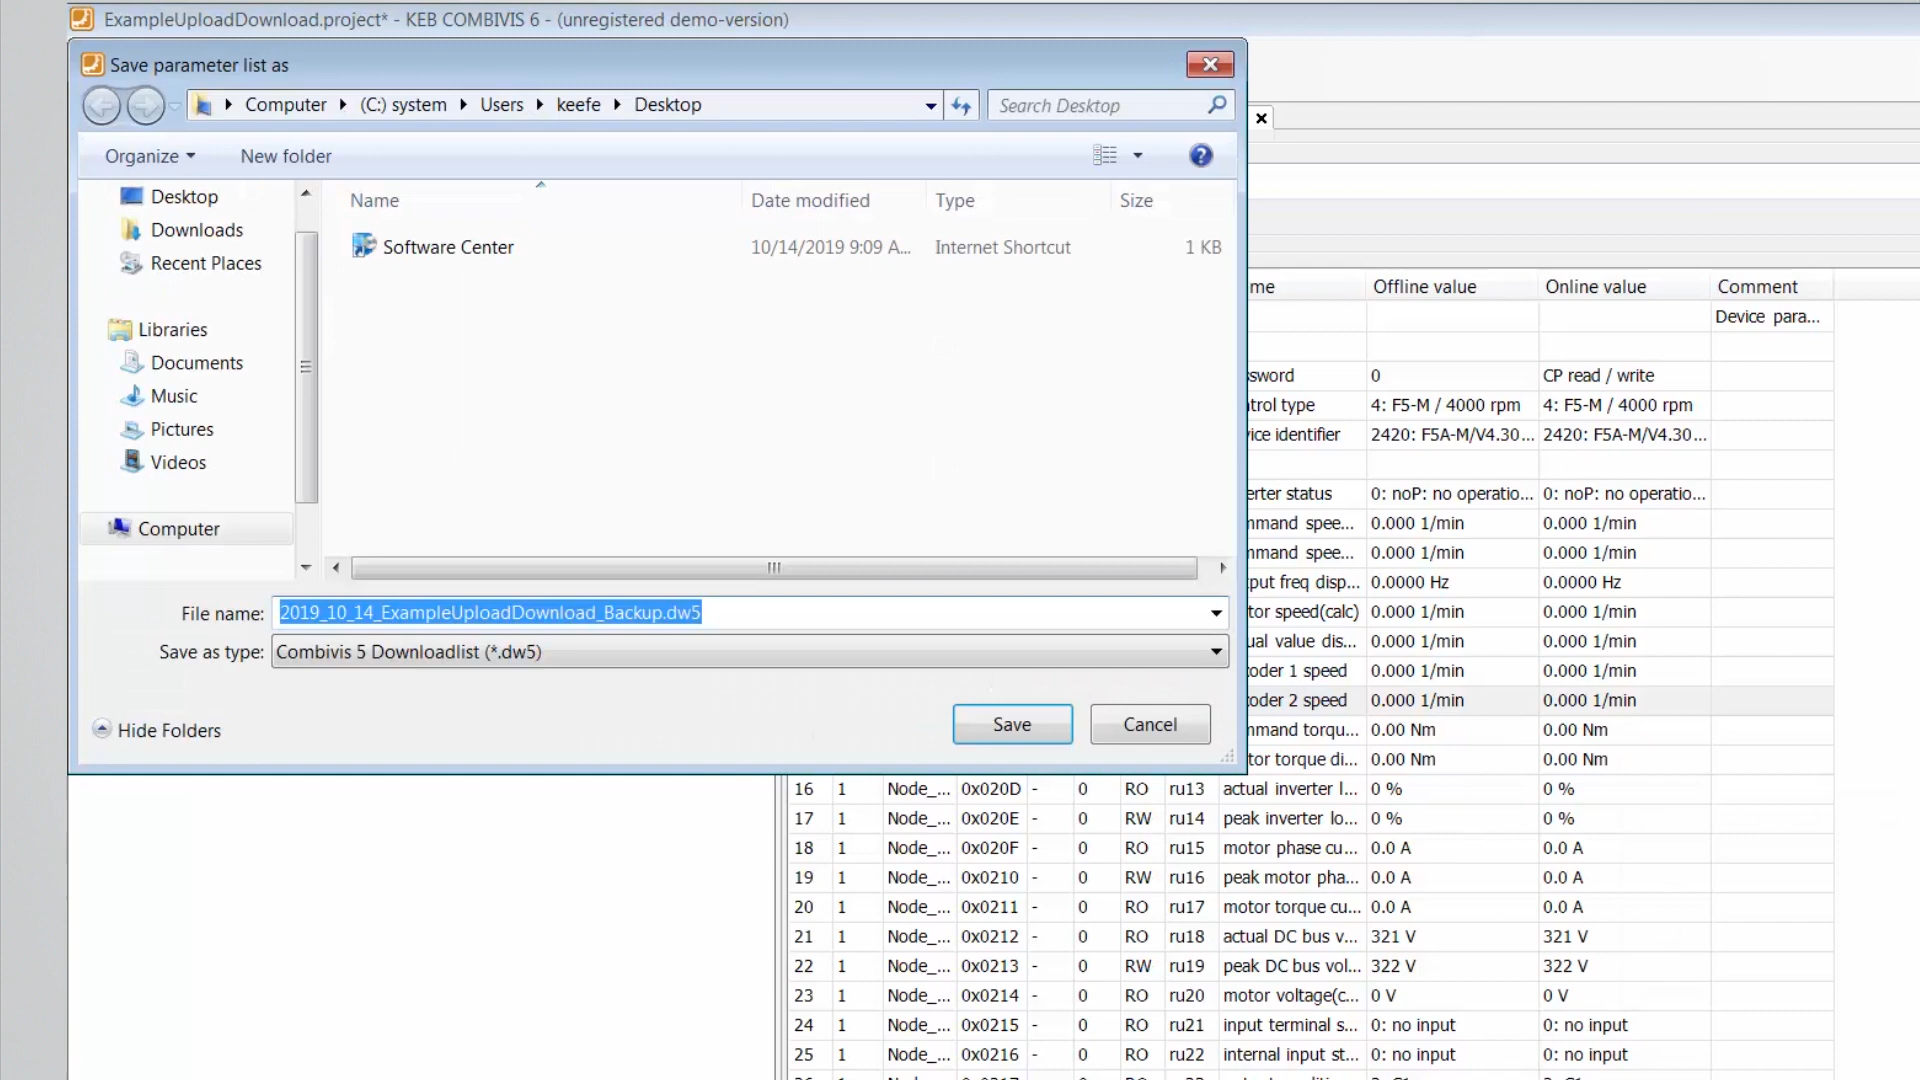 ExampleUploadDownload.project* - KEB COMBIVIS 6 - (unregistered demo-version)
Save parameter list as
Computer (C:) system Users keefe Desktop
Search Desktop
Organize New folder
Desktop
Downloads
Recent Places
Libraries
Documents
Music
Pictures
Videos
Computer
Name Date modified Type Size
Software Center 10/14/2019 9:09 A... Internet Shortcut 1 KB
File name: 2019_10_14_ExampleUploadDownload_Backup.dw5
Save as type: Combivis 5 Downloadlist (*.dw5)
Hide Folders
Save Cancel
me Offline value Online value Comment
Device para...
sword 0 CP read / write
trol type 4: F5-M / 4000 rpm 4: F5-M / 4000 rpm
ice identifier 2420: F5A-M/V4.30... 2420: F5A-M/V4.30...
erter status 0: noP: no operatio... 0: noP: no operatio...
mmand spee... 0.000 1/min 0.000 1/min
mmand spee... 0.000 1/min 0.000 1/min
put freq disp... 0.0000 Hz 0.0000 Hz
tor speed(calc) 0.000 1/min 0.000 1/min
ual value dis... 0.000 1/min 0.000 1/min
oder 1 speed 0.000 1/min 0.000 1/min
oder 2 speed 0.000 1/min 0.000 1/min
mmand torqu... 0.00 Nm 0.00 Nm
tor torque di... 0.00 Nm 0.00 Nm
16 1 Node_... 0x020D - 0 RO ru13 actual inverter l... 0 % 0 %
17 1 Node_... 0x020E - 0 RW ru14 peak inverter lo... 0 % 0 %
18 1 Node_... 0x020F - 0 RO ru15 motor phase cu... 0.0 A 0.0 A
19 1 Node_... 0x0210 - 0 RW ru16 peak motor pha... 0.0 A 0.0 A
20 1 Node_... 0x0211 - 0 RO ru17 motor torque cu... 0.0 A 0.0 A
21 1 Node_... 0x0212 - 0 RO ru18 actual DC bus v... 321 V 321 V
22 1 Node_... 0x0213 - 0 RW ru19 peak DC bus vol... 322 V 322 V
23 1 Node_... 0x0214 - 0 RO ru20 motor voltage(c... 0 V 0 V
24 1 Node_... 0x0215 - 0 RO ru21 input terminal s... 0: no input 0: no input
25 1 Node_... 0x0216 - 0 RO ru22 internal input st... 0: no input 0: no input